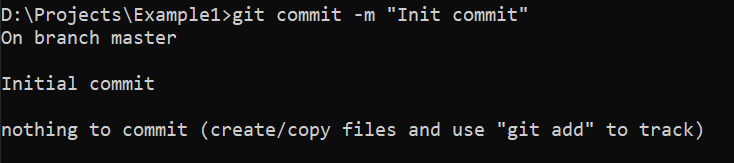 D:\Projects\Example1>git commit -m "Init commit"
On branch master
Initial commit
nothing to commit (create/copy files and use "git add" to track)